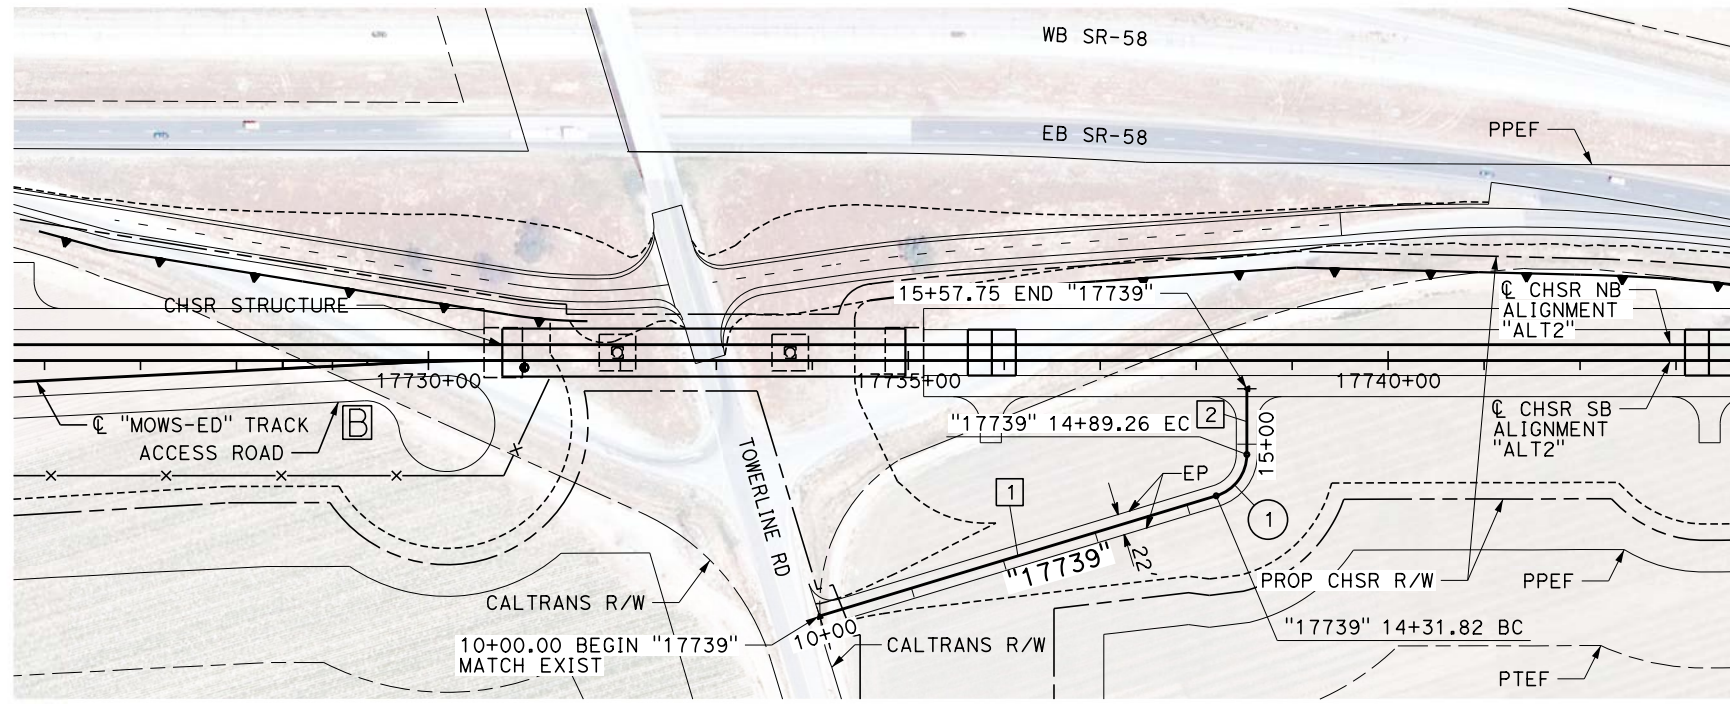 WB SR-58
EB SR-58
PPEF
CHSR STRUCTURE
15+57.75 END "17739"
℄ CHSR NB
ALIGNMENT
"ALT2"
17730+00
17735+00
17740+00
℄ "MOWS-ED" TRACK
ACCESS ROAD
B
"17739" 14+89.26 EC
2
15+00
℄ CHSR SB
ALIGNMENT
"ALT2"
TOWERLINE RD
1
EP
1
"17739"
22
PROP CHSR R/W
PPEF
CALTRANS R/W
10+00.00 BEGIN "17739"
MATCH EXIST
10+00
CALTRANS R/W
"17739" 14+31.82 BC
PTEF